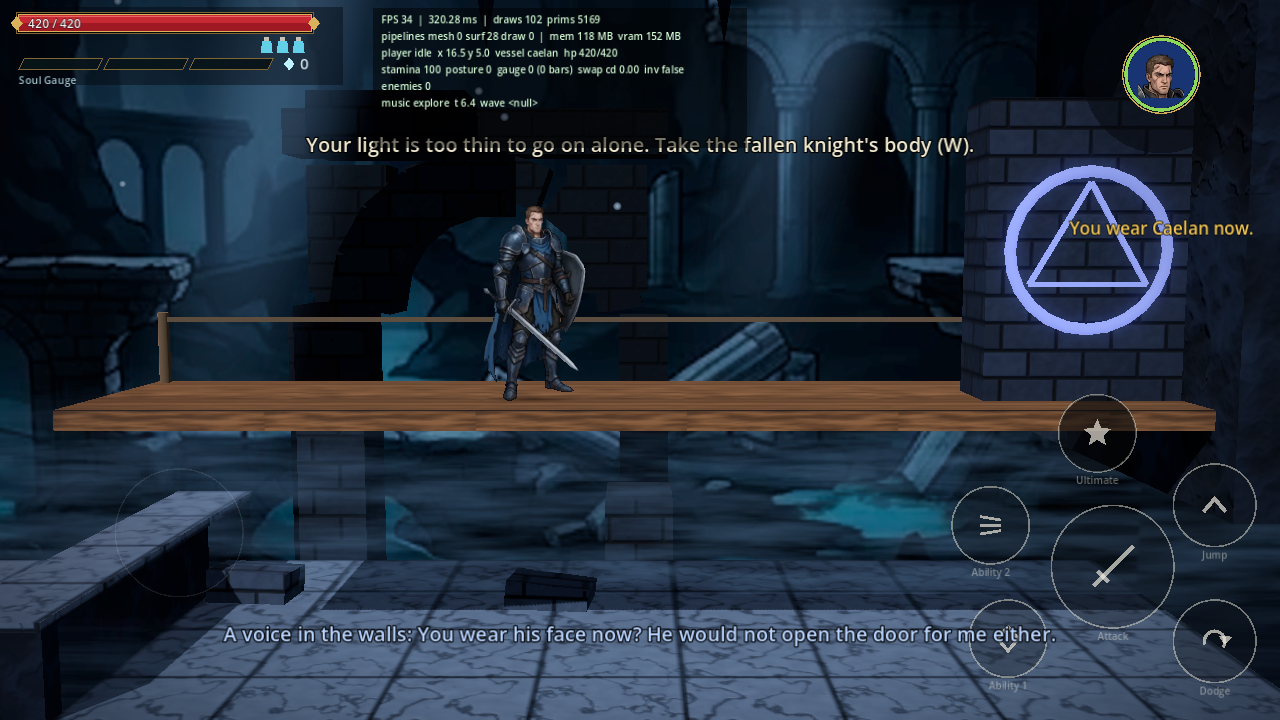 420 / 420
0
Soul Gauge
FPS 34 | 320.28 ms | draws 102 prims 5169
pipelines mesh 0 surf 28 draw 0 | mem 118 MB vram 152 MB
player idle x 16.5 y 5.0 vessel caelan hp 420/420
stamina 100 posture 0 gauge 0 (0 bars) swap cd 0.00 inv false
enemies 0
music explore t 6.4 wave <null>
Your light is too thin to go on alone. Take the fallen knight's body (W).
You wear Caelan now.
Ultimate
Jump
Ability 2
Attack
A voice in the walls: You wear his face now? He would not open the door for me either.
Ability 1
Dodge